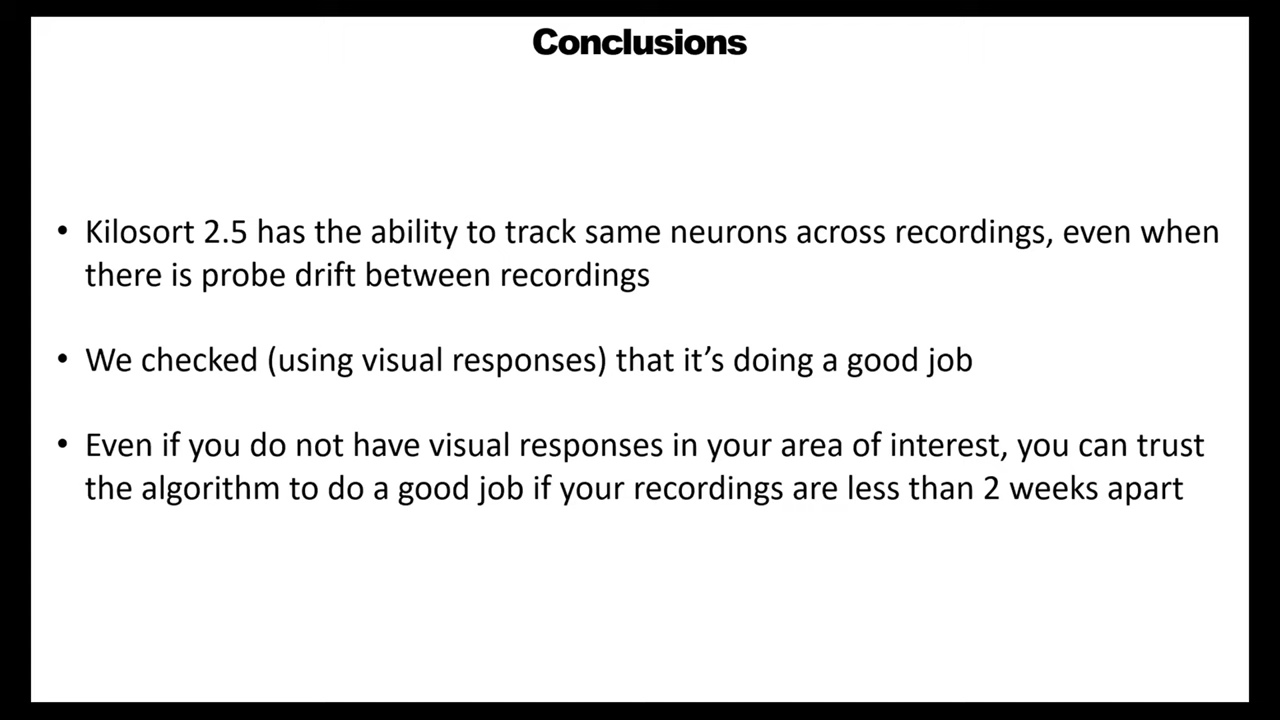 Conclusions
• Kilosort 2.5 has the ability to track same neurons across recordings, even when
there is probe drift between recordings
• We checked (using visual responses) that it’s doing a good job
• Even if you do not have visual responses in your area of interest, you can trust
the algorithm to do a good job if your recordings are less than 2 weeks apart